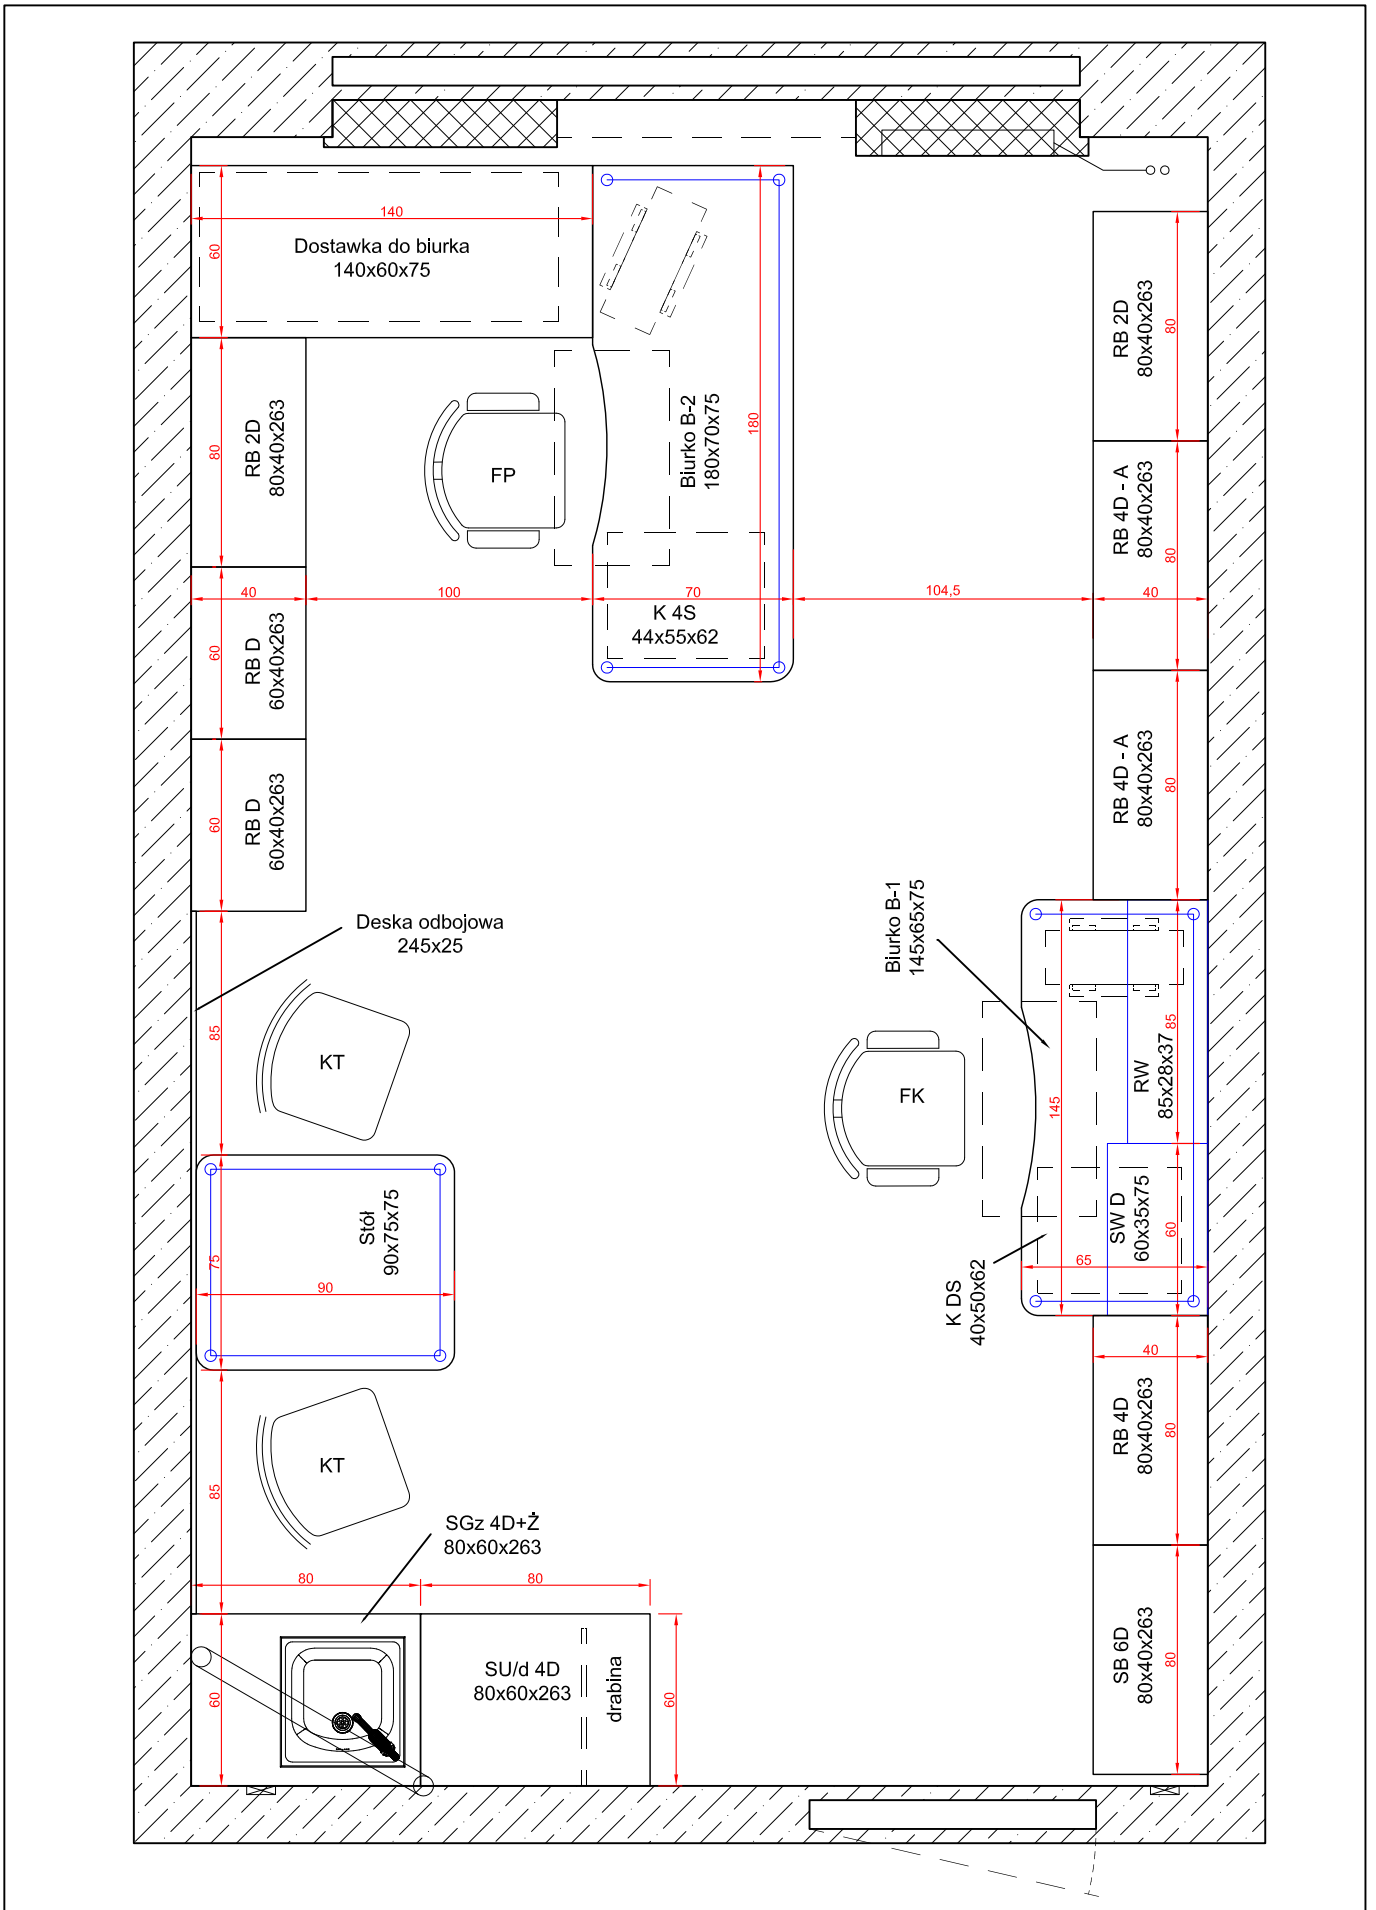 140
60
Dostawka do biurka
140x60x75
RB 2D
80x40x263
80
FP
Biurko B-2
180x70x75
180
RB 2D
80x40x263
80
RB 4D - A
80x40x263
80
40
100
70
104,5
40
K 4S
44x55x62
RB D
60x40x263
60
RB D
60x40x263
60
RB 4D - A
80x40x263
80
Deska odbojowa
245x25
85
KT
Biurko B-1
145x65x75
85
RW
85x28x37
FK
145
Stół
90x75x75
75
90
SW D
60x35x75
60
65
K DS
40x50x62
40
RB 4D
80x40x263
80
KT
85
SGz 4D+Ż
80x60x263
80
80
60
SU/d 4D
80x60x263
drabina
60
SB 6D
80x40x263
80